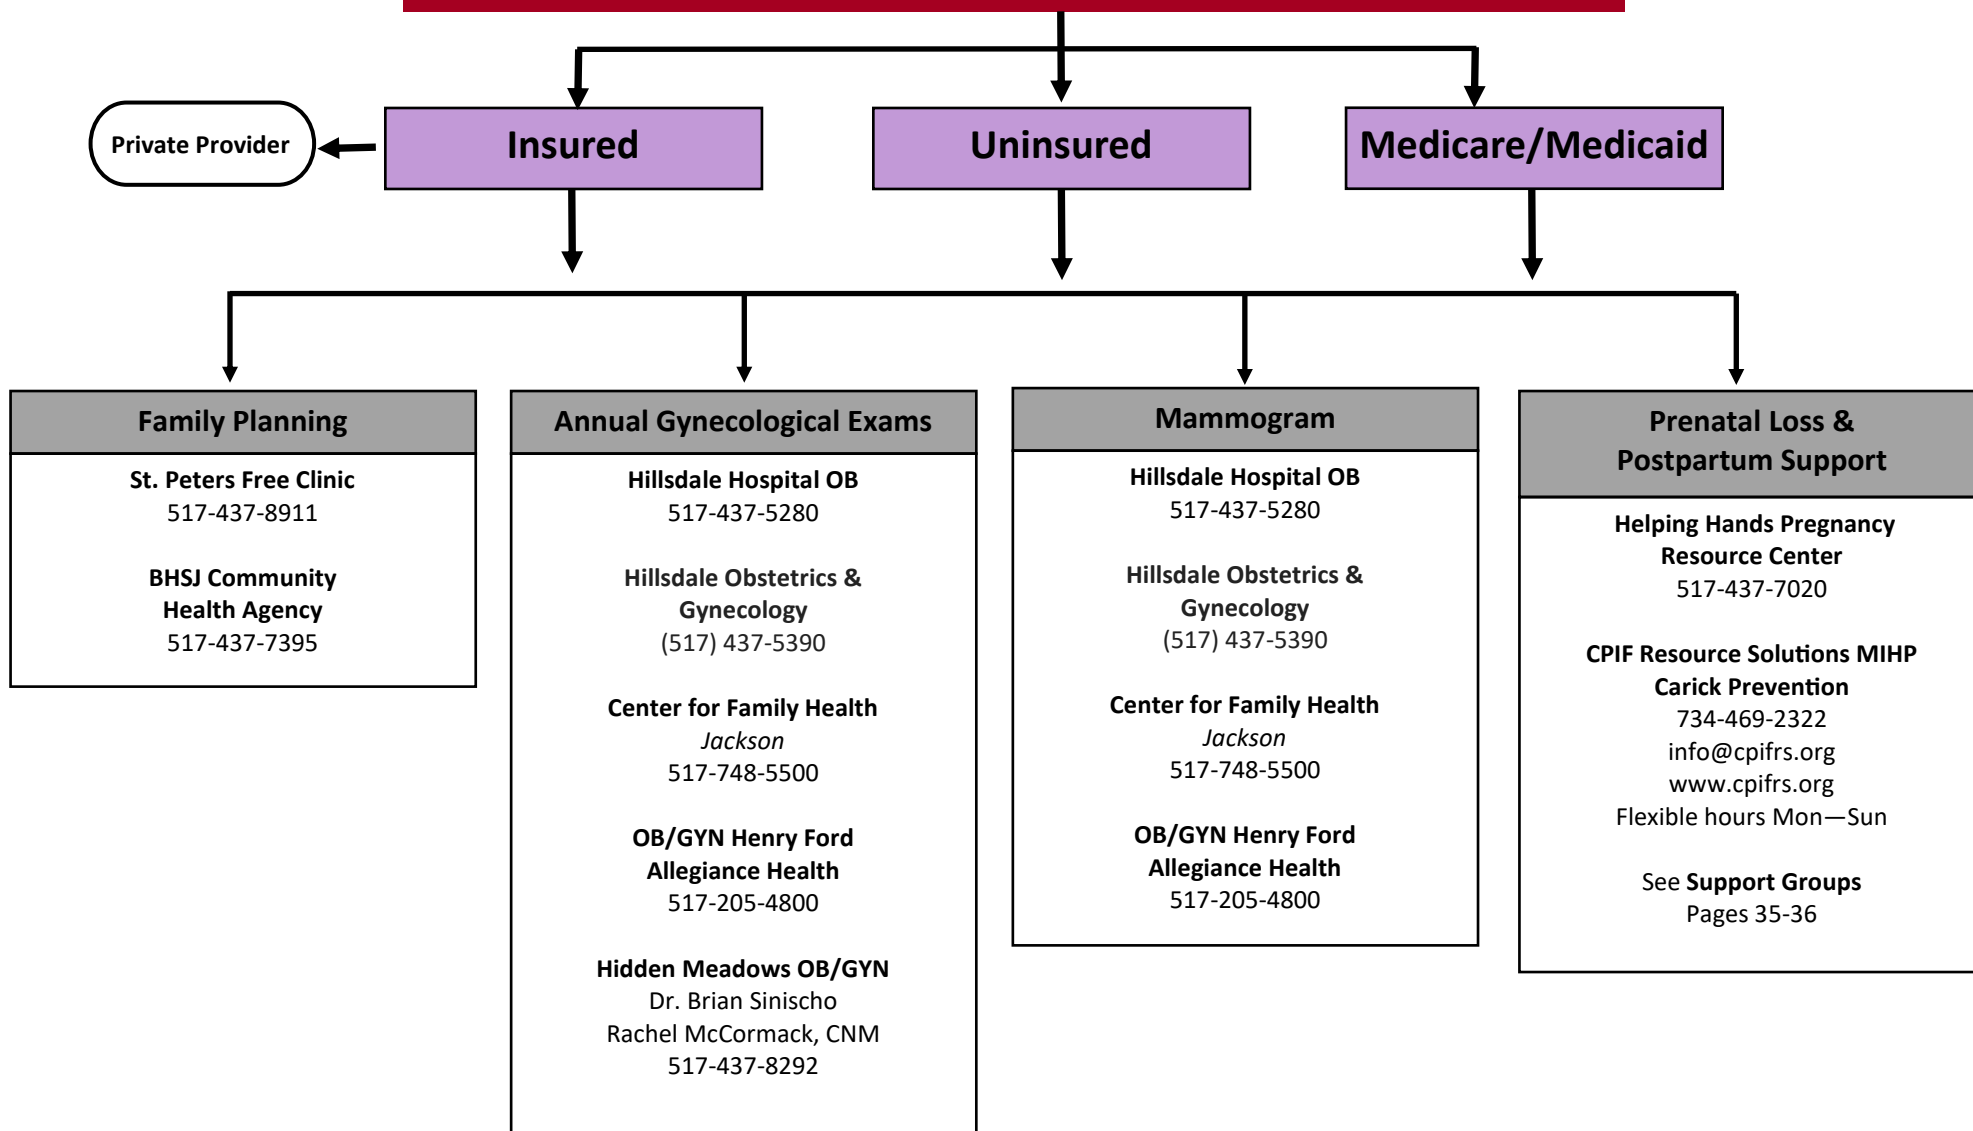 Private Provider
Insured
Uninsured
Medicare/Medicaid
Family Planning
St. Peters Free Clinic
517-437-8911
BHSJ Community
Health Agency
517-437-7395
Annual Gynecological Exams
Hillsdale Hospital OB
517-437-5280
Hillsdale Obstetrics &
Gynecology
(517) 437-5390
Center for Family Health
Jackson
517-748-5500
OB/GYN Henry Ford
Allegiance Health
517-205-4800
Hidden Meadows OB/GYN
Dr. Brian Sinischo
Rachel McCormack, CNM
517-437-8292
Mammogram
Hillsdale Hospital OB
517-437-5280
Hillsdale Obstetrics &
Gynecology
(517) 437-5390
Center for Family Health
Jackson
517-748-5500
OB/GYN Henry Ford
Allegiance Health
517-205-4800
Prenatal Loss &
Postpartum Support
Helping Hands Pregnancy
Resource Center
517-437-7020
CPIF Resource Solutions MIHP
Carick Prevention
734-469-2322
info@cpifrs.org
www.cpifrs.org
Flexible hours Mon—Sun
See Support Groups
Pages 35-36